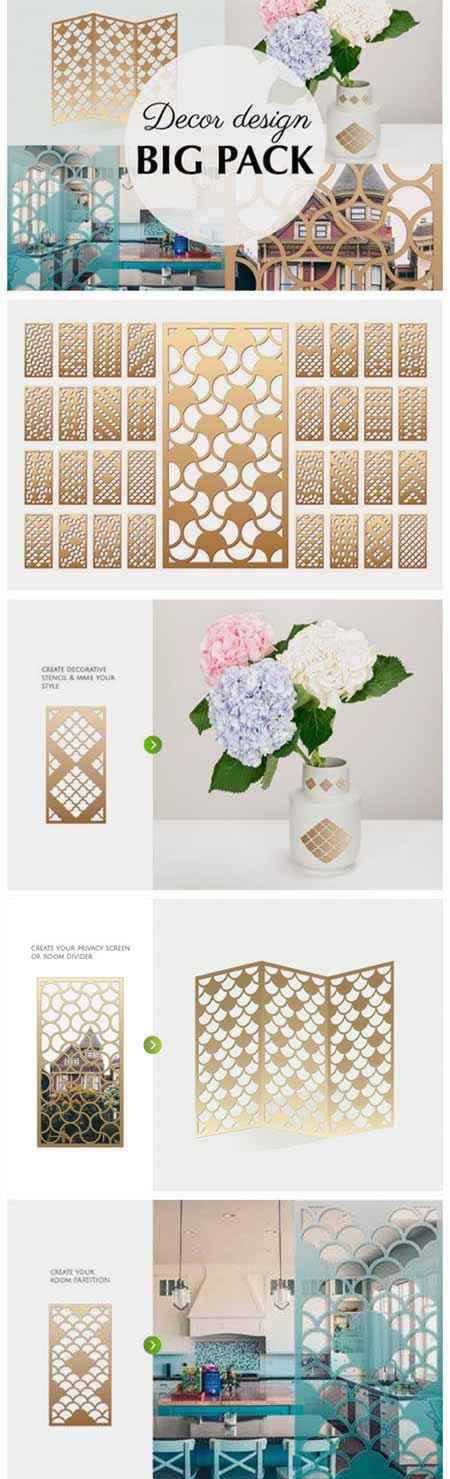 Decor design
BIG PACK
CREATE DECORATIVE
STENCIL & MAKE YOUR
STYLE
CREATE YOUR PRIVACY SCREEN
OR ROOM DIVIDER
CREATE YOUR
ROOM PARTITION